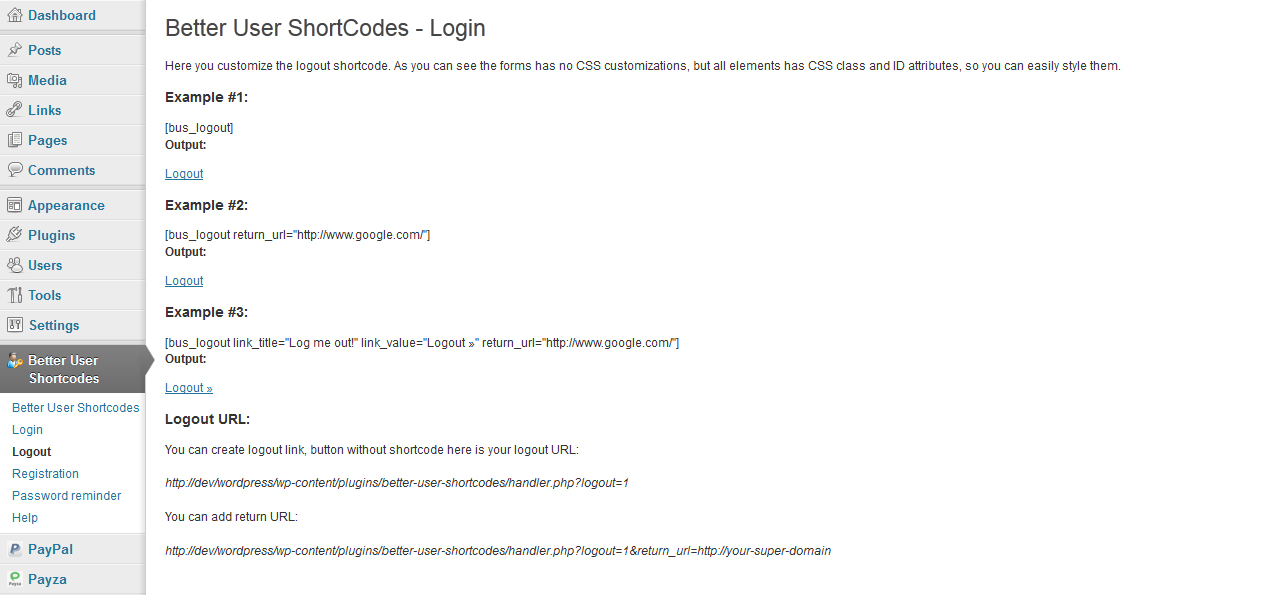 Dashboard
Posts
Media
Links
Pages
Comments
Appearance
Plugins
Users
Tools
Settings
Better User
Shortcodes
Better User Shortcodes
Login
Logout
Registration
Password reminder
Help
PayPal
Payza
Better User ShortCodes - Login
Here you customize the logout shortcode. As you can see the forms has no CSS customizations, but all elements has CSS class and ID attributes, so you can easily style them.
Example #1:
[bus_logout]
Output:
Logout
Example #2:
[bus_logout return_url="http://www.google.com/"]
Output:
Logout
Example #3:
[bus_logout link_title="Log me out!" link_value="Logout »" return_url="http://www.google.com/"]
Output:
Logout »
Logout URL:
You can create logout link, button without shortcode here is your logout URL:
http://dev/wordpress/wp-content/plugins/better-user-shortcodes/handler.php?logout=1
You can add return URL:
http://dev/wordpress/wp-content/plugins/better-user-shortcodes/handler.php?logout=1&return_url=http://your-super-domain